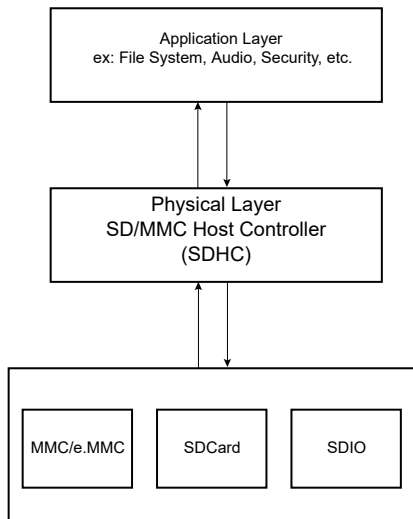 Application Layer
ex: File System, Audio, Security, etc.
Physical Layer
SD/MMC Host Controller
(SDHC)
MMC/e.MMC
SDCard
SDIO